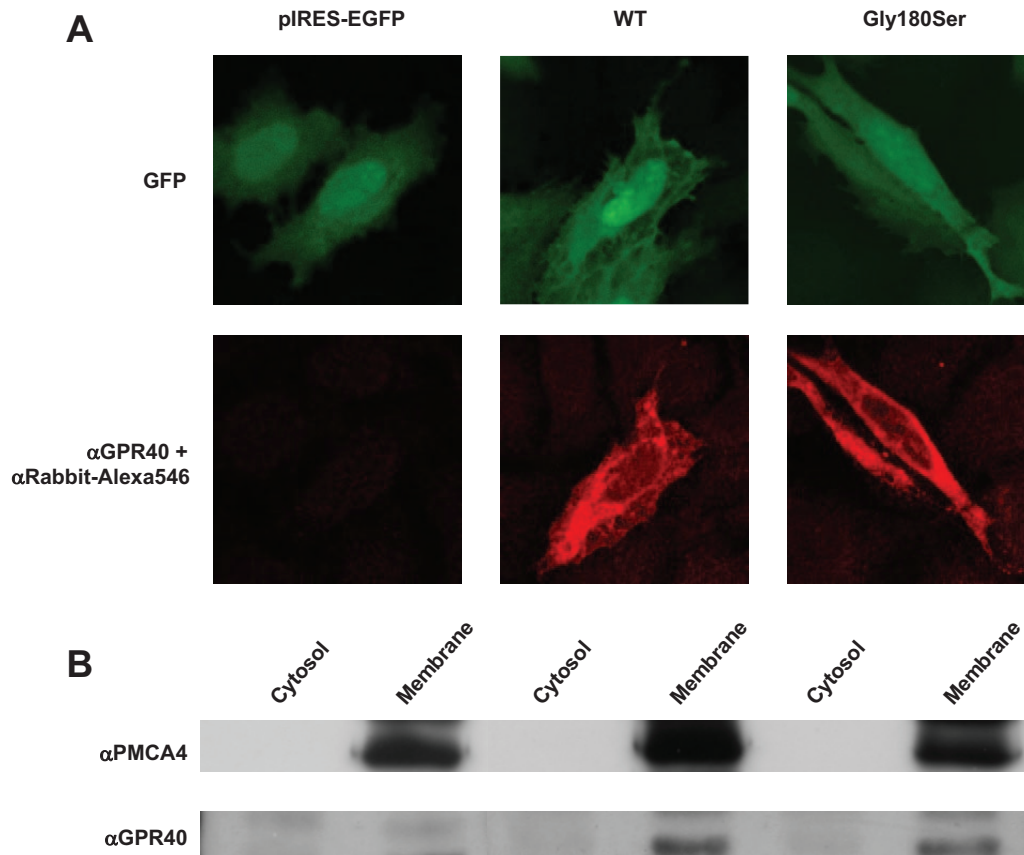 A
pIRES-EGFP
WT
Gly180Ser
GFP
αGPR40 +
αRabbit-Alexa546
B
Cytosol
Membrane
Cytosol
Membrane
Cytosol
Membrane
αPMCA4
αGPR40